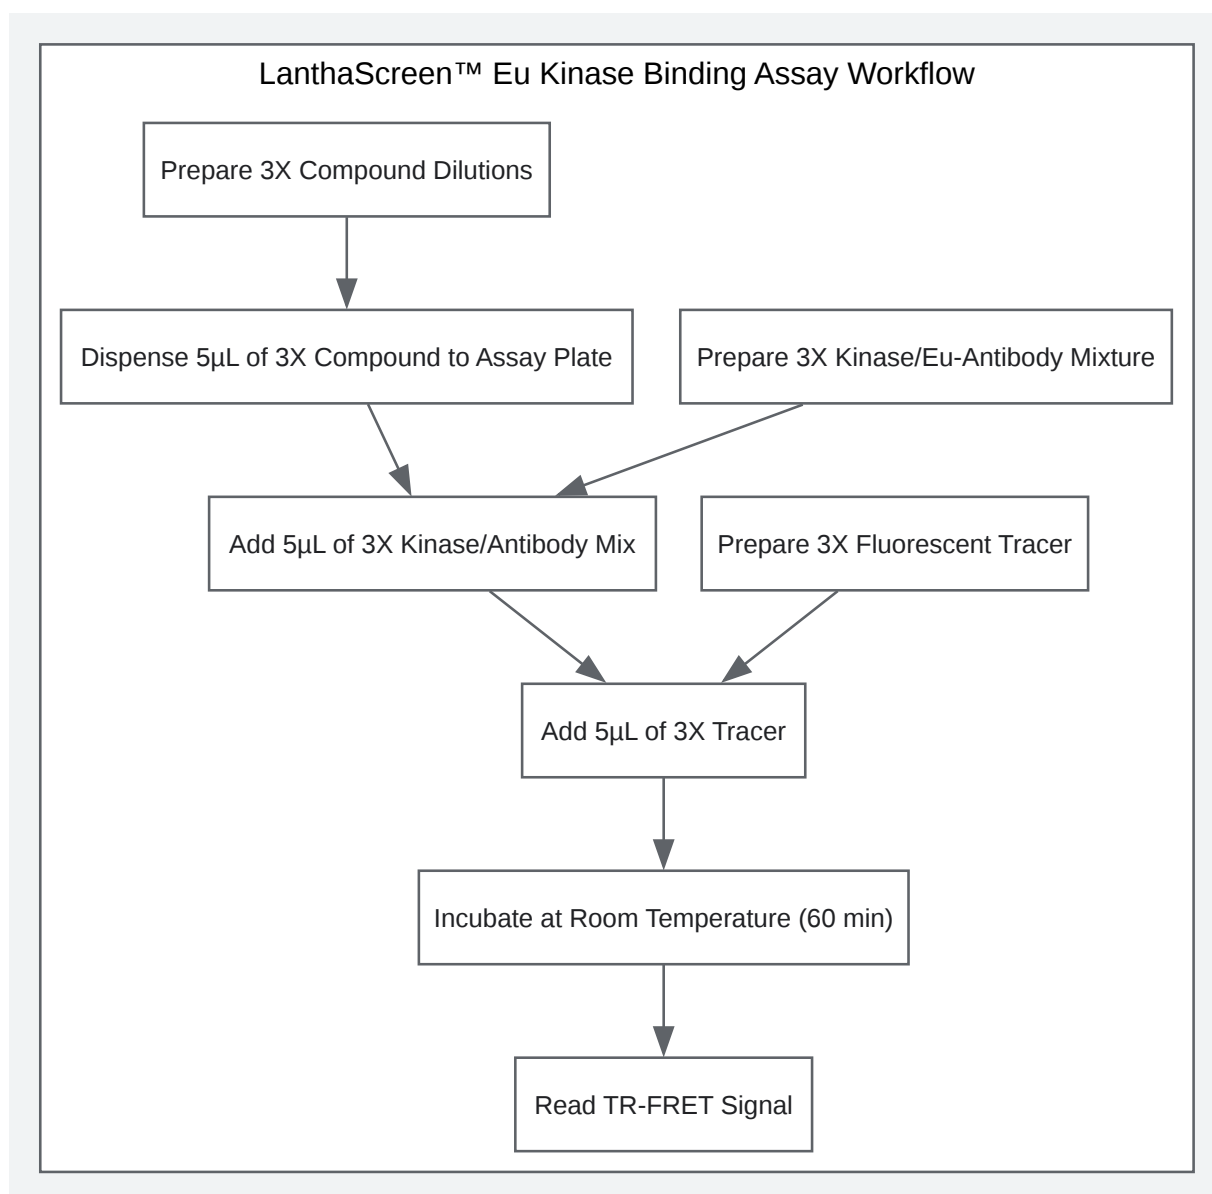 LanthaScreen™ Eu Kinase Binding Assay Workflow
Prepare 3X Compound Dilutions
Dispense 5µL of 3X Compound to Assay Plate
Prepare 3X Kinase/Eu-Antibody Mixture
Add 5µL of 3X Kinase/Antibody Mix
Prepare 3X Fluorescent Tracer
Add 5µL of 3X Tracer
Incubate at Room Temperature (60 min)
Read TR-FRET Signal